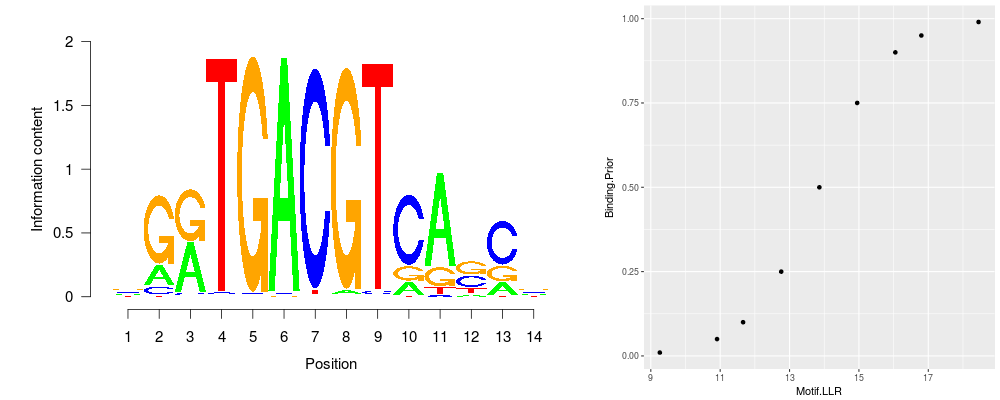 2
1.5
1
0.5
0
Information content
GGTGACGTCACC
1 2 3 4 5 6 7 8 9 10 11 12 13 14
Position
1.00
0.75
0.50
0.25
0.00
Binding.Prior
9 11 13 15 17
Motif.LLR